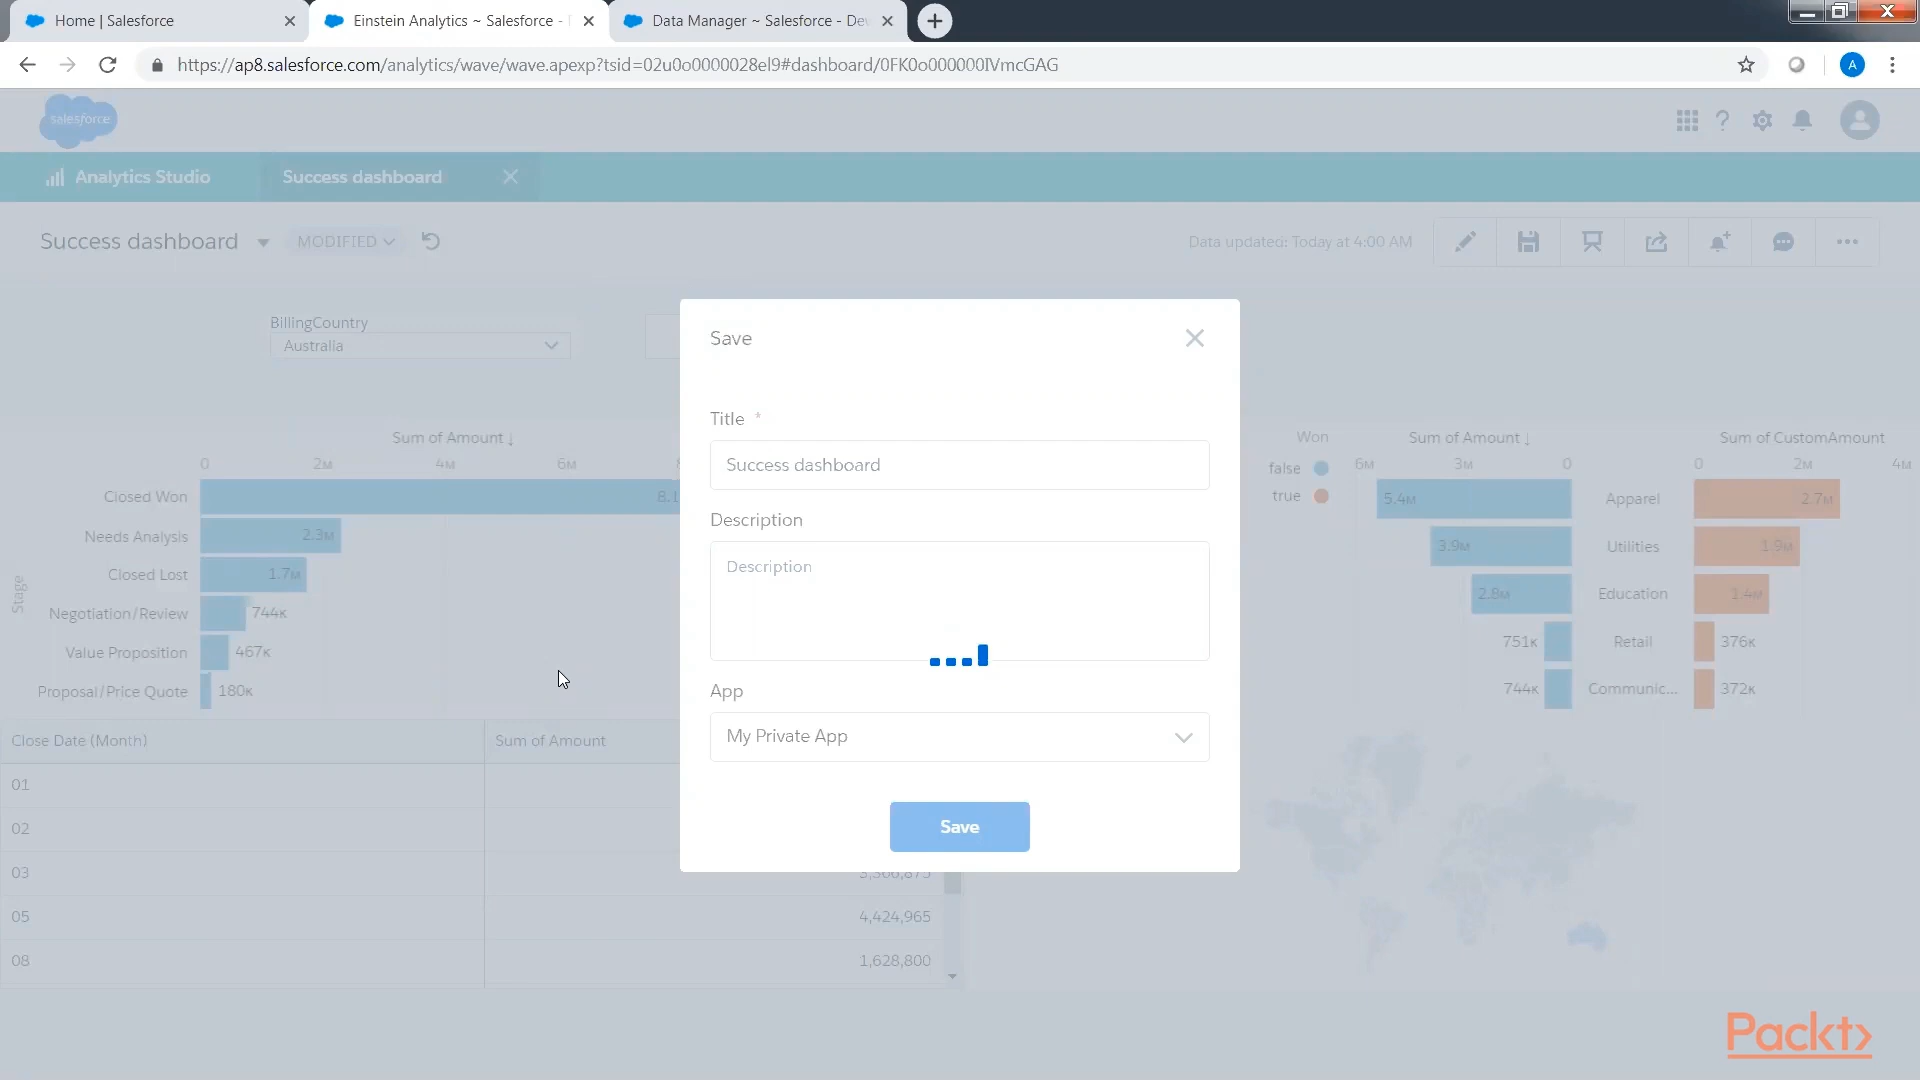 Home | Salesforce
Einstein Analytics ~ Salesforce -
Data Manager ~ Salesforce - De
https://ap8.salesforce.com/analytics/wave/wave.apexp?tsid=02u0o0000028el9#dashboard/0FK0o000000IVmcGAG
A
salesforce
Analytics Studio
Success dashboard
Success dashboard
MODIFIED
Data updated: Today at 4:00 AM
BillingCountry
Australia
Save
Title *
Success dashboard
Description
Description
App
My Private App
Save
Sum of Amount ↓
0 2M 4M 6M
Closed Won 8.1
Needs Analysis 2.3M
Closed Lost 1.7M
Negotiation/Review 744K
Value Proposition 467K
Proposal/Price Quote 180K
Stage
Won
false
true
Sum of Amount ↓ Sum of CustomAmount
6M 3M 0 0 2M 4M
5.4M Apparel 2.7M
3.9M Utilities 1.9M
2.8M Education 1.4M
751K Retail 376K
744K Communic... 372K
Close Date (Month) Sum of Amount
01
02
03 3,366,875
05 4,424,965
08 1,628,800
Packt>